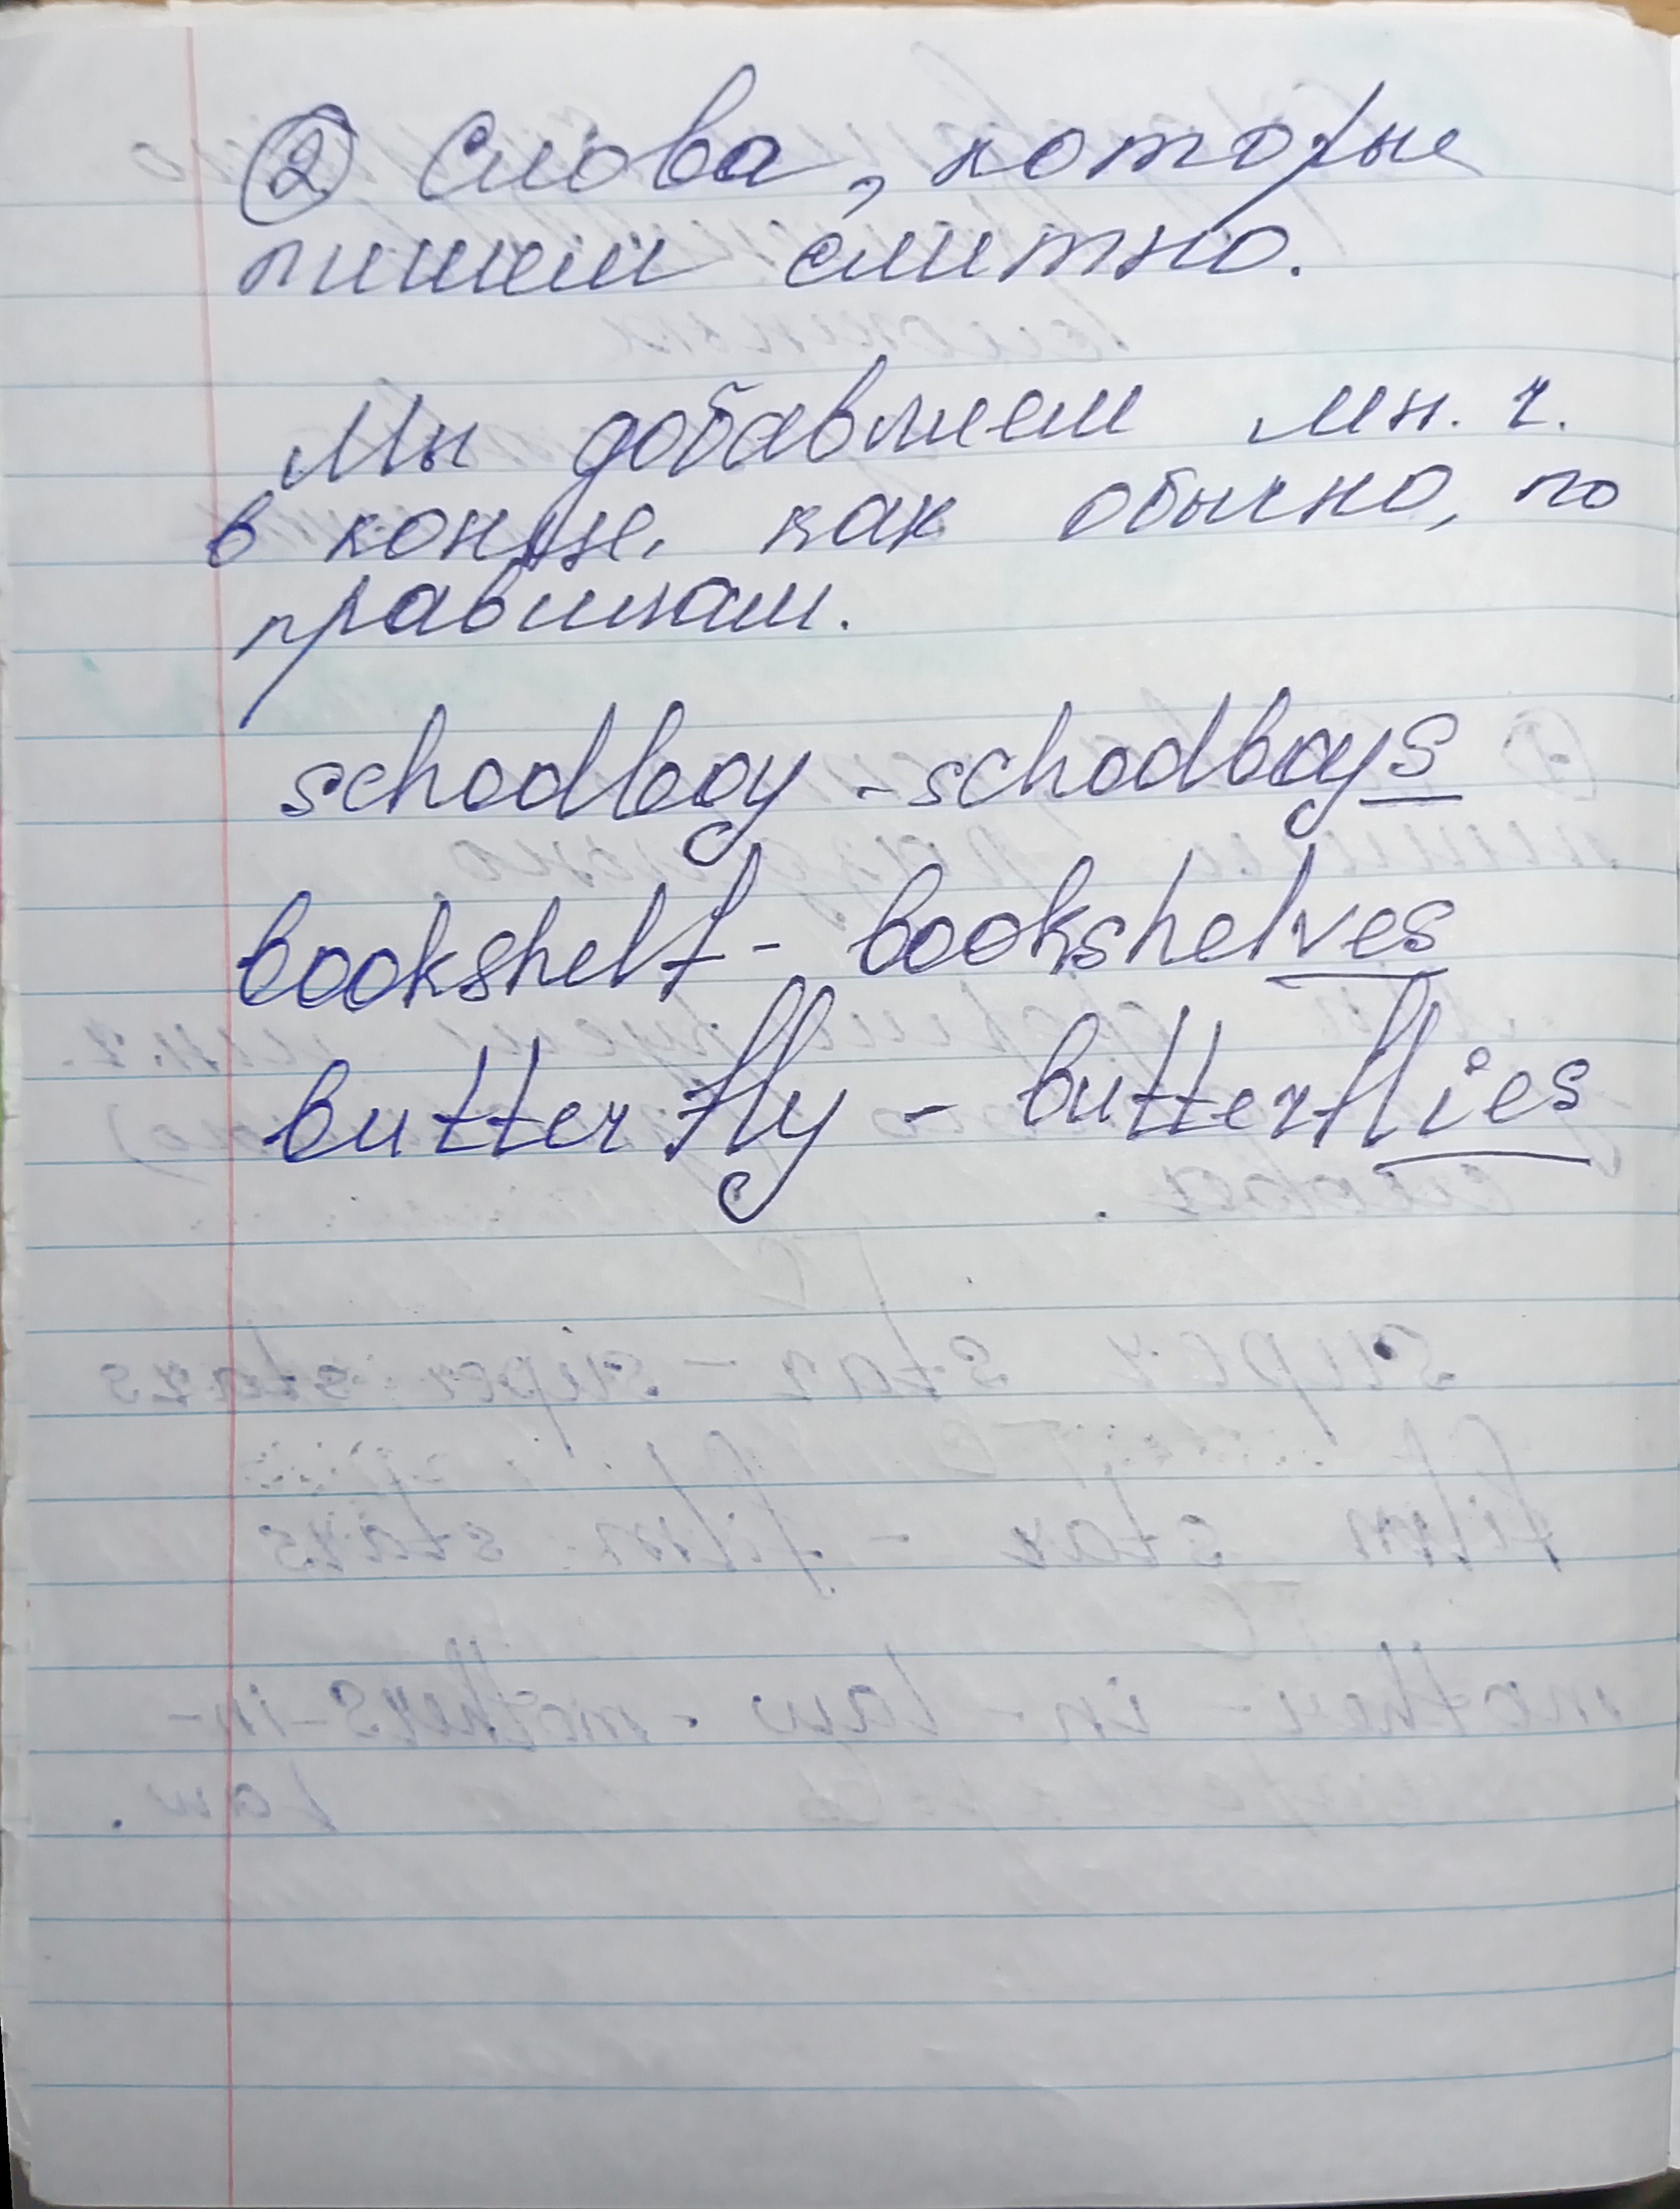 ② Слова, которые
пишем слитно.
Мы добавляем мн. ч.
в конце, как обычно, по
правилам.
schoolboy - schoolboys
bookshelf - bookshelves
butterfly - butterflies